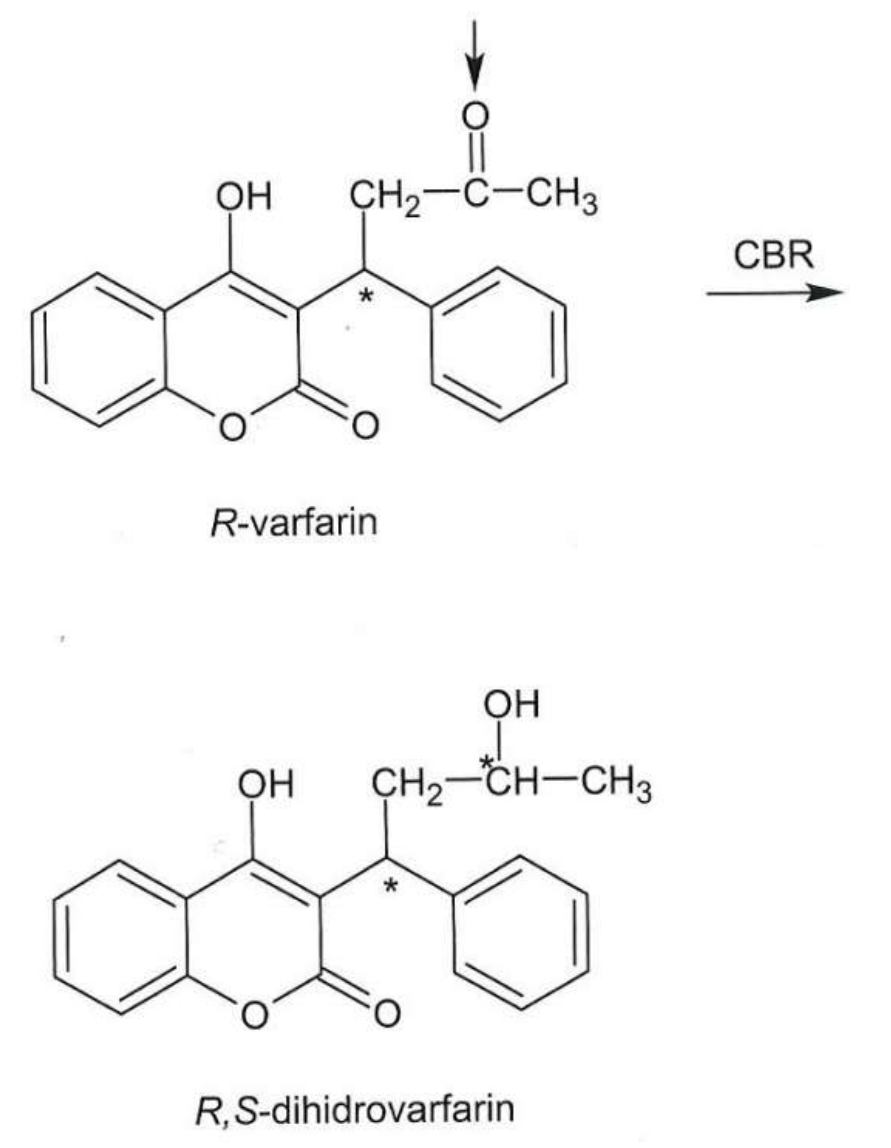 O
OH
CH2–C–CH3
CBR
*
O
O
R-varfarin
OH
OH
CH2–*CH–CH3
*
O
O
R,S-dihidrovarfarin